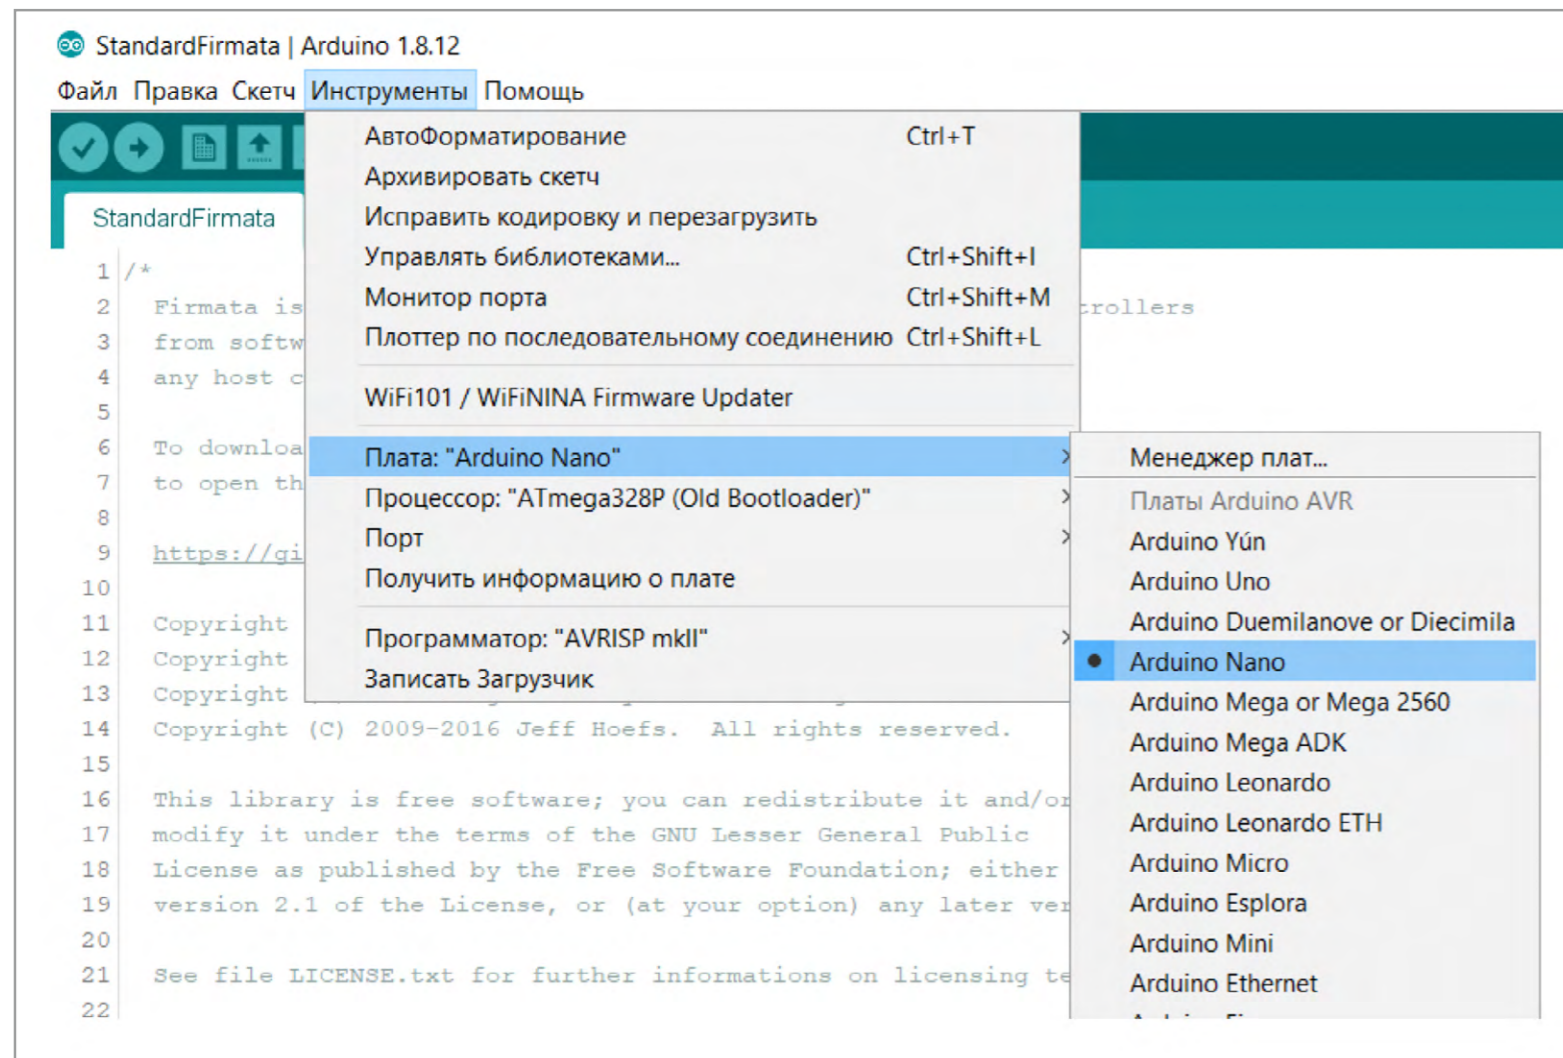 StandardFirmata | Arduino 1.8.12
Файл Правка Скетч Инструменты Помощь
StandardFirmata
АвтоФорматирование Ctrl+T
Архивировать скетч
Исправить кодировку и перезагрузить
Управлять библиотеками... Ctrl+Shift+I
Монитор порта Ctrl+Shift+M
Плоттер по последовательному соединению Ctrl+Shift+L
WiFi101 / WiFiNINA Firmware Updater
Плата: "Arduino Nano"
Процессор: "ATmega328P (Old Bootloader)"
Порт
Получить информацию о плате
Программатор: "AVRISP mkII"
Записать Загрузчик
Менеджер плат...
Платы Arduino AVR
Arduino Yún
Arduino Uno
Arduino Duemilanove or Diecimila
Arduino Nano
Arduino Mega or Mega 2560
Arduino Mega ADK
Arduino Leonardo
Arduino Leonardo ETH
Arduino Micro
Arduino Esplora
Arduino Mini
Arduino Ethernet
1 /*
2 Firmata is trollers
3 from softw
4 any host c
5
6 To downloa
7 to open th
8
9 https://gi
10
11 Copyright
12 Copyright
13 Copyright
14 Copyright (C) 2009-2016 Jeff Hoefs. All rights reserved.
15
16 This library is free software; you can redistribute it and/or
17 modify it under the terms of the GNU Lesser General Public
18 License as published by the Free Software Foundation; either
19 version 2.1 of the License, or (at your option) any later ver
20
21 See file LICENSE.txt for further informations on licensing te
22